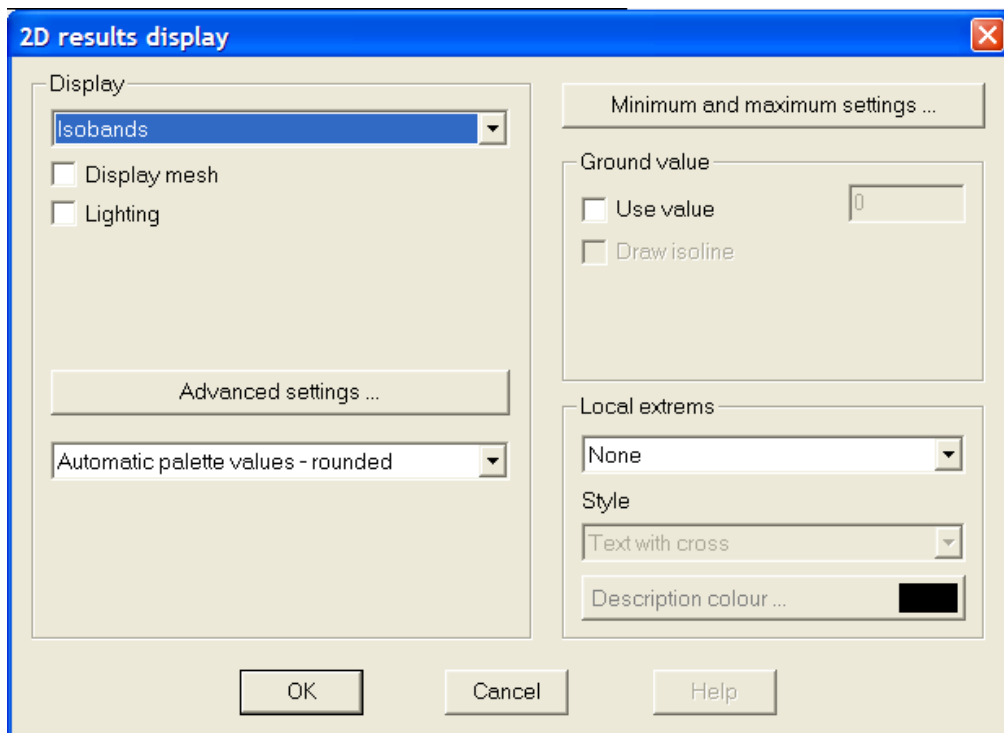 2D results display
Display
Isobands
Display mesh
Lighting
Advanced settings ...
Automatic palette values - rounded
Minimum and maximum settings ...
Ground value
Use value
0
Draw isoline
Local extrems
None
Style
Text with cross
Description colour ...
OK
Cancel
Help